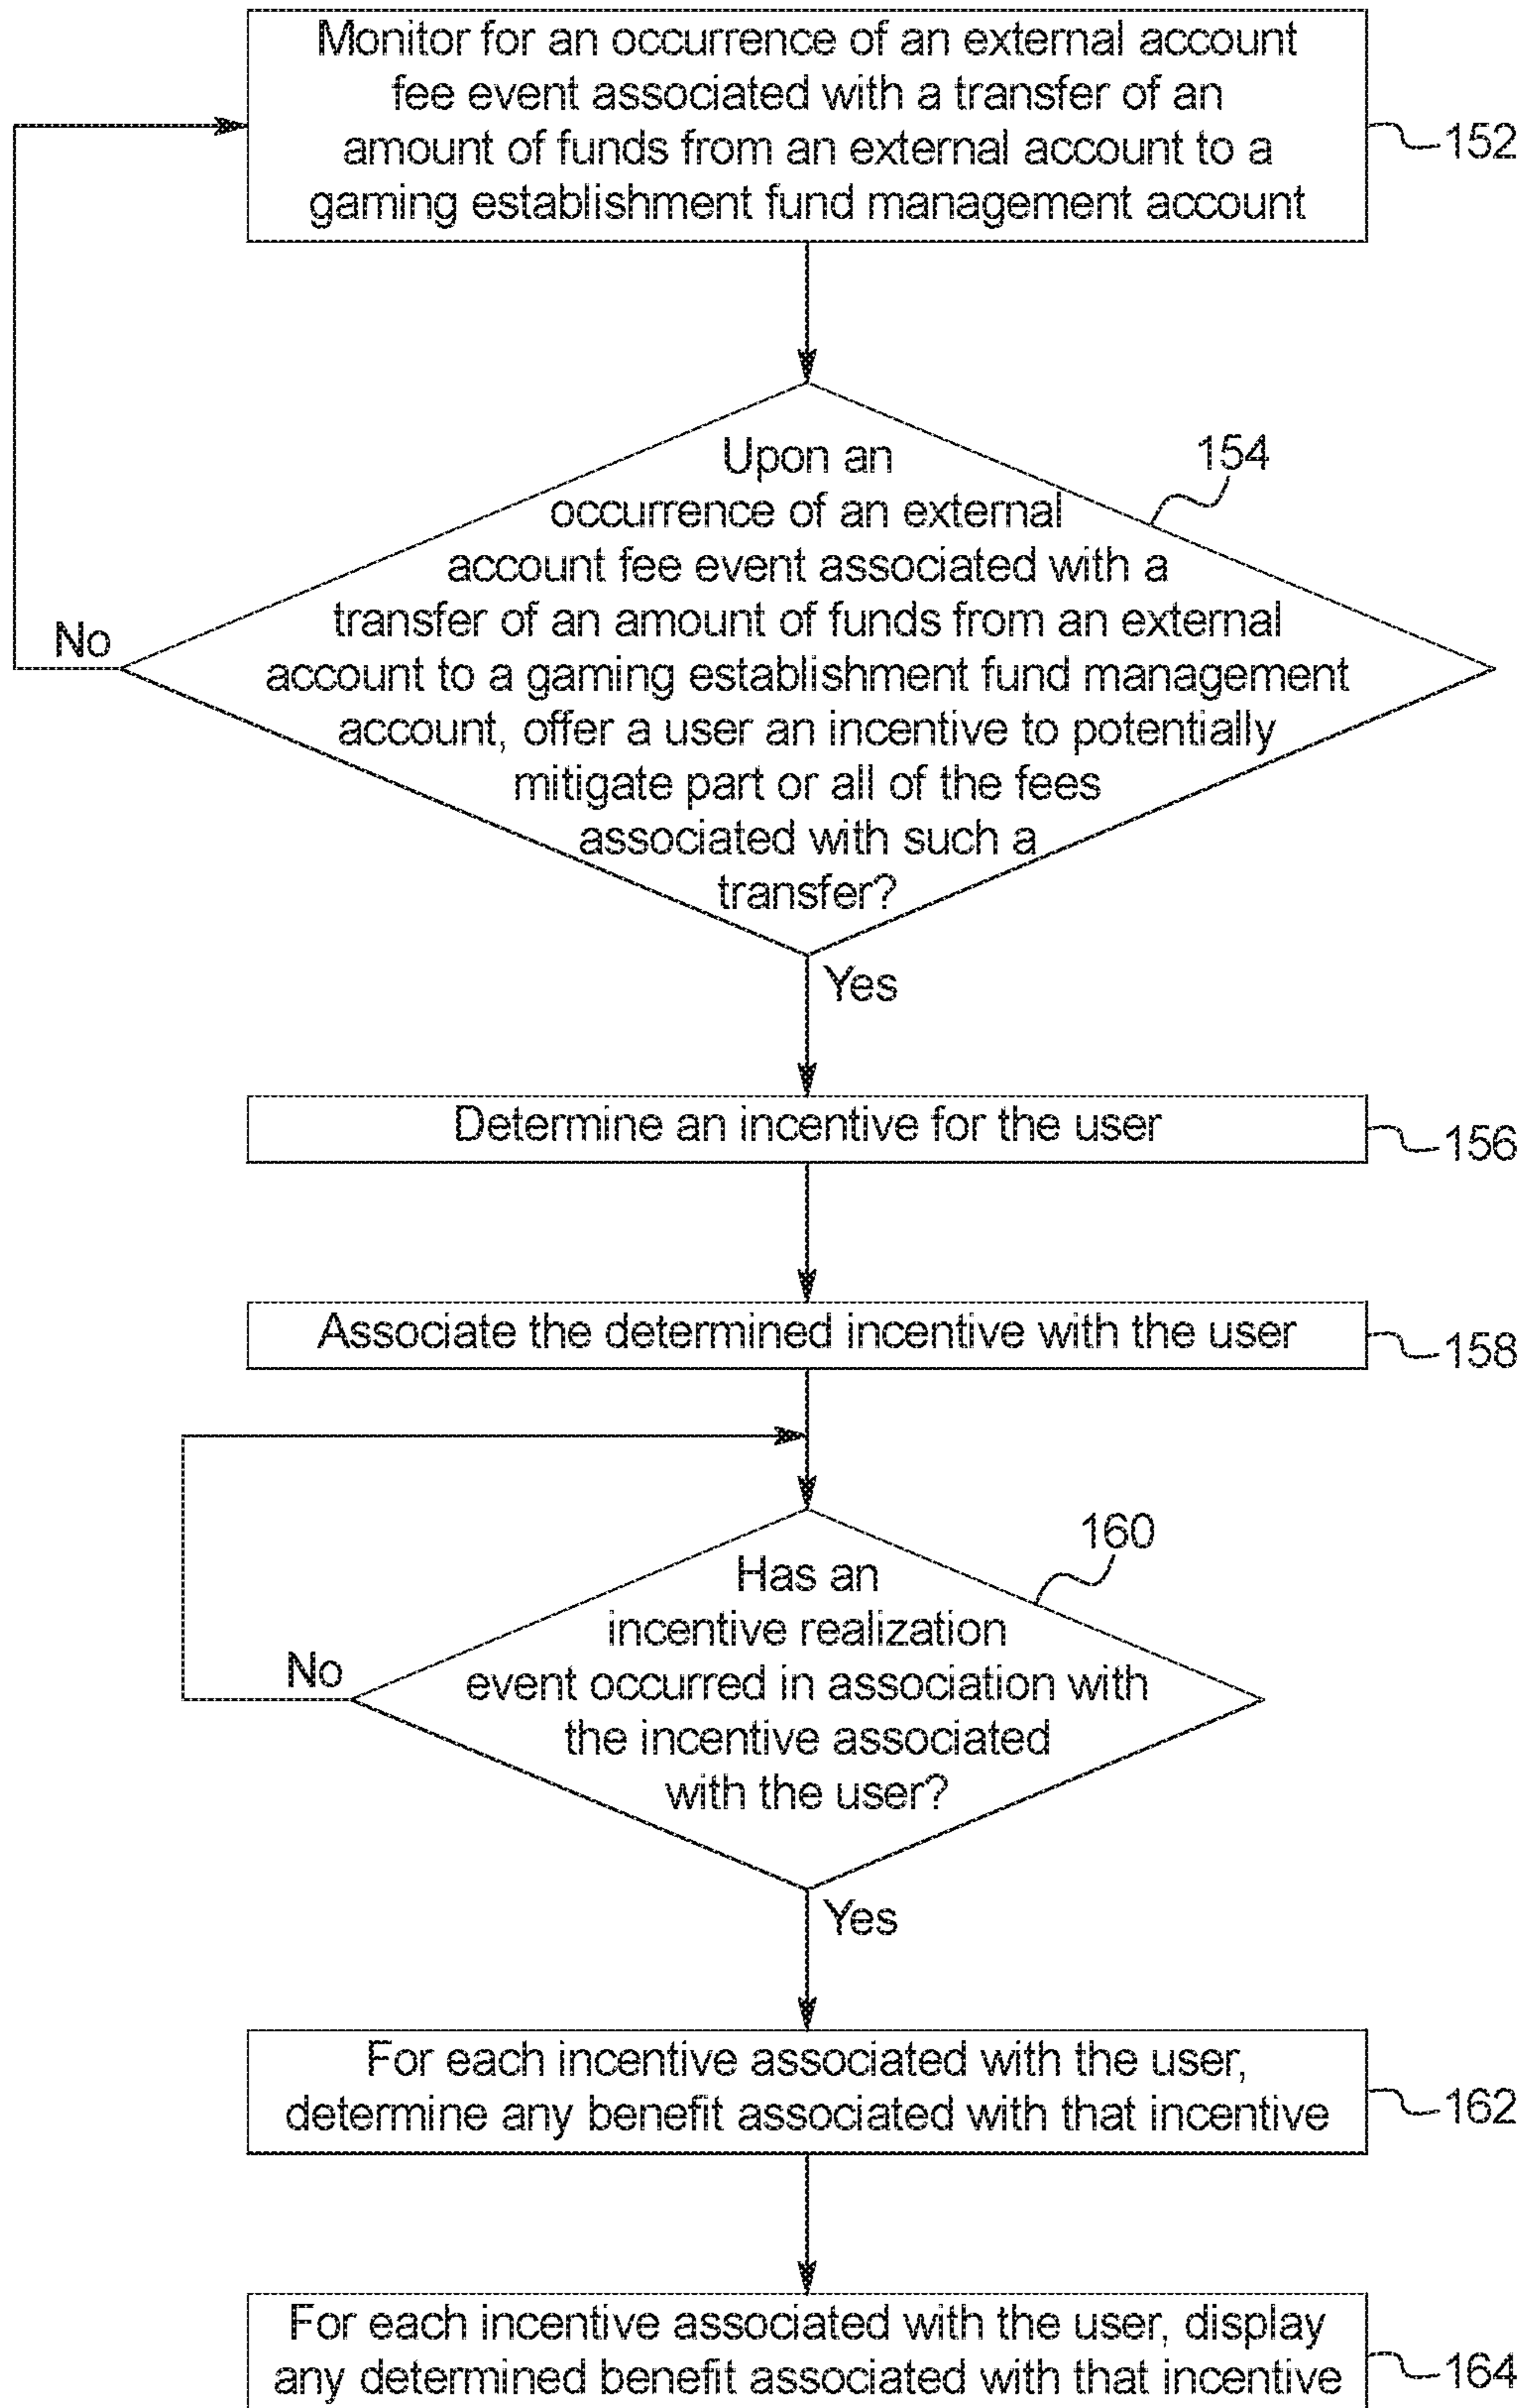 Monitor for an occurrence of an external account
fee event associated with a transfer of an
amount of funds from an external account to a
gaming establishment fund management account
152
Upon an
occurrence of an external
account fee event associated with a
transfer of an amount of funds from an external
account to a gaming establishment fund management
account, offer a user an incentive to potentially
mitigate part or all of the fees
associated with such a
transfer?
154
No
Yes
Determine an incentive for the user
156
Associate the determined incentive with the user
158
Has an
incentive realization
event occurred in association with
the incentive associated
with the user?
160
No
Yes
For each incentive associated with the user,
determine any benefit associated with that incentive
162
For each incentive associated with the user, display
any determined benefit associated with that incentive
164